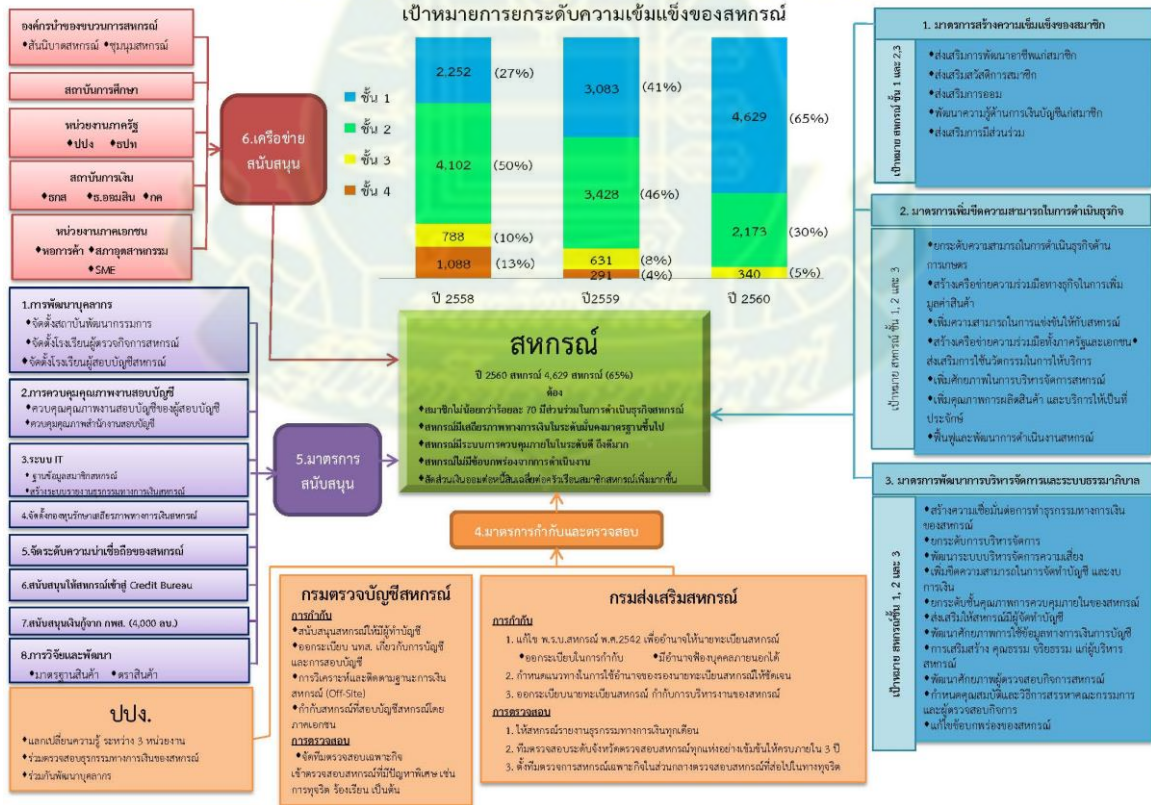 เป้าหมายการยกระดับความเข้มแข็งของสหกรณ์
องค์กรนำของขบวนการสหกรณ์
♦สันนิบาตสหกรณ์ ♦ชุมนุมสหกรณ์
สถาบันการศึกษา
หน่วยงานภาครัฐ
♦ปปง ♦ธปท
สถาบันการเงิน
♦ธกส ♦ธ.ออมสิน ♦กค
หน่วยงานภาคเอกชน
♦หอการค้า ♦สภาอุตสาหกรรม
♦SME
6.เครือข่าย
สนับสนุน
ชั้น 1
ชั้น 2
ชั้น 3
ชั้น 4
2,252 (27%)
4,102 (50%)
788 (10%)
1,088 (13%)
ปี 2558
3,083 (41%)
3,428 (46%)
631 (8%)
291 (4%)
ปี2559
4,629 (65%)
2,173 (30%)
340 (5%)
ปี 2560
1. มาตรการสร้างความเข็มแข็งของสมาชิก
เป้าหมาย สหกรณ์ ชั้น 1 และ 2,3
♦ส่งเสริมการพัฒนาอาชีพแก่สมาชิก
♦ส่งเสริมสวัสดิการสมาชิก
♦ส่งเสริมการออม
♦พัฒนาความรู้ด้านการเงินบัญชีแก่สมาชิก
♦ส่งเสริมการมีส่วนร่วม
2. มาตรการเพิ่มขีดความสามารถในการดำเนินธุรกิจ
เป้าหมาย สหกรณ์ ชั้น 1, 2 และ 3
♦ยกระดับความสามารถในการดำเนินธุรกิจด้าน
การเกษตร
♦สร้างเครือข่ายความร่วมมือทางธุรกิจในการเพิ่ม
มูลค่าสินค้า
♦เพิ่มความสามารถในการแข่งขันให้กับสหกรณ์
♦สร้างเครือข่ายความร่วมมือทั้งภาครัฐและเอกชน♦
ส่งเสริมการใช้นวัตกรรมในการให้บริการ
♦เพิ่มศักยภาพในการบริหารจัดการสหกรณ์
♦เพิ่มคุณภาพการผลิตสินค้า และบริการให้เป็นที่
ประจักษ์
♦ฟื้นฟูและพัฒนาการดำเนินงานสหกรณ์
3. มาตรการพัฒนาการบริหารจัดการและระบบธรรมาภิบาล
เป้าหมาย สหกรณ์ชั้น 1, 2 และ 3
♦สร้างความเชื่อมั่นต่อการทำธุรกรรมทางการเงิน
ของสหกรณ์
♦ยกระดับการบริหารจัดการ
♦พัฒนาระบบบริหารจัดการความเสี่ยง
♦เพิ่มขีดความสามารถในการจัดทำบัญชี และงบ
การเงิน
♦ยกระดับชั้นคุณภาพการควบคุมภายในของสหกรณ์
♦ส่งเสริมให้สหกรณ์มีผู้จัดทำบัญชี
♦พัฒนาศักยภาพการใช้ข้อมูลทางการเงินการบัญชี
♦การเสริมสร้าง คุณธรรม จริยธรรม แก่ผู้บริหาร
สหกรณ์
♦พัฒนาศักยภาพผู้ตรวจสอบกิจการสหกรณ์
♦กำหนดคุณสมบัติและวิธีการสรรหาคณะกรรมการ
และผู้ตรวจสอบกิจการ
♦แก้ไขข้อบกพร่องของสหกรณ์
1.การพัฒนาบุคลากร
♦จัดตั้งสถาบันพัฒนากรรมการ
♦จัดตั้งโรงเรียนผู้ตรวจกิจการสหกรณ์
♦จัดตั้งโรงเรียนผู้สอบบัญชีสหกรณ์
2.การควบคุมคุณภาพงานสอบบัญชี
♦ควบคุณคุณภาพงานสอบบัญชีของผู้สอบบัญชี
♦ควบคุมคุณภาพสำนักงานสอบบัญชี
3.ระบบ IT
♦ ฐานข้อมูลสมาชิกสหกรณ์
♦สร้างระบบรายงานธุรกรรมทางการเงินสหกรณ์
4.จัดตั้งกองทุนรักษาเสถียรภาพทางการเงินสหกรณ์
5.จัดระดับความน่าเชื่อถือของสหกรณ์
6.สนับสนุนให้สหกรณ์เข้าสู่ Credit Bureau
7.สนับสนุนเงินกู้จาก กพส. (4,000 ลบ.)
8.การวิจัยและพัฒนา
♦มาตรฐานสินค้า ♦ตราสินค้า
5.มาตรการ
สนับสนุน
สหกรณ์
ปี 2560 สหกรณ์ 4,629 สหกรณ์ (65%)
ต้อง
♦สมาชิกไม่น้อยกว่าร้อยละ 70 มีส่วนร่วมในการดำเนินธุรกิจสหกรณ์
♦สหกรณ์มีเสถียรภาพทางการเงินในระดับมั่นคงมาตรฐานขึ้นไป
♦สหกรณ์มีระบบการควบคุมภายในในระดับดี ถึงดีมาก
♦สหกรณ์ไม่มีข้อบกพร่องจากการดำเนินงาน
♦สัดส่วนเงินออมต่อหนี้สินเฉลี่ยต่อครัวเรือนสมาชิกสหกรณ์เพิ่มมากขึ้น
4.มาตรการกำกับและตรวจสอบ
ปปง.
♦แลกเปลี่ยนความรู้ ระหว่าง 3 หน่วยงาน
♦ร่วมตรวจสอบธุรกรรมทางการเงินของสหกรณ์
♦ร่วมกันพัฒนาบุคลากร
กรมตรวจบัญชีสหกรณ์
การกำกับ
♦สนับสนุนสหกรณ์ให้มีผู้ทำบัญชี
♦ออกระเบียบ นทส. เกี่ยวกับการบัญชี
และการสอบบัญชี
♦การวิเคราะห์และติดตามฐานะการเงิน
สหกรณ์ (Off-Site)
♦กำกับสหกรณ์ที่สอบบัญชีสหกรณ์โดย
ภาคเอกชน
การตรวจสอบ
♦จัดทีมตรวจสอบเฉพาะกิจ
เข้าตรวจสอบสหกรณ์ที่มีปัญหาพิเศษ เช่น
การทุจริต ร้องเรียน เป็นต้น
กรมส่งเสริมสหกรณ์
การกำกับ
1. แก้ไข พ.ร.บ.สหกรณ์ พ.ศ.2542 เพื่ออำนาจให้นายทะเบียนสหกรณ์
♦ออกระเบียบในการกำกับ ♦มีอำนาจฟ้องบุคคลภายนอกได้
2. กำหนดแนวทางในการใช้อำนาจของรองนายทะเบียนสหกรณ์ให้ชัดเจน
3. ออกระเบียบนายทะเบียนสหกรณ์ กำกับการบริหารงานของสหกรณ์
การตรวจสอบ
1. ให้สหกรณ์รายงานธุรกรรมทางการเงินทุกเดือน
2. ทีมตรวจสอบระดับจังหวัดตรวจสอบสหกรณ์ทุกแห่งอย่างเข้มข้นให้ครบภายใน 3 ปี
3. ตั้งทีมตรวจการสหกรณ์เฉพาะกิจในส่วนกลางตรวจสอบสหกรณ์ที่ส่อไปในทางทุจริต